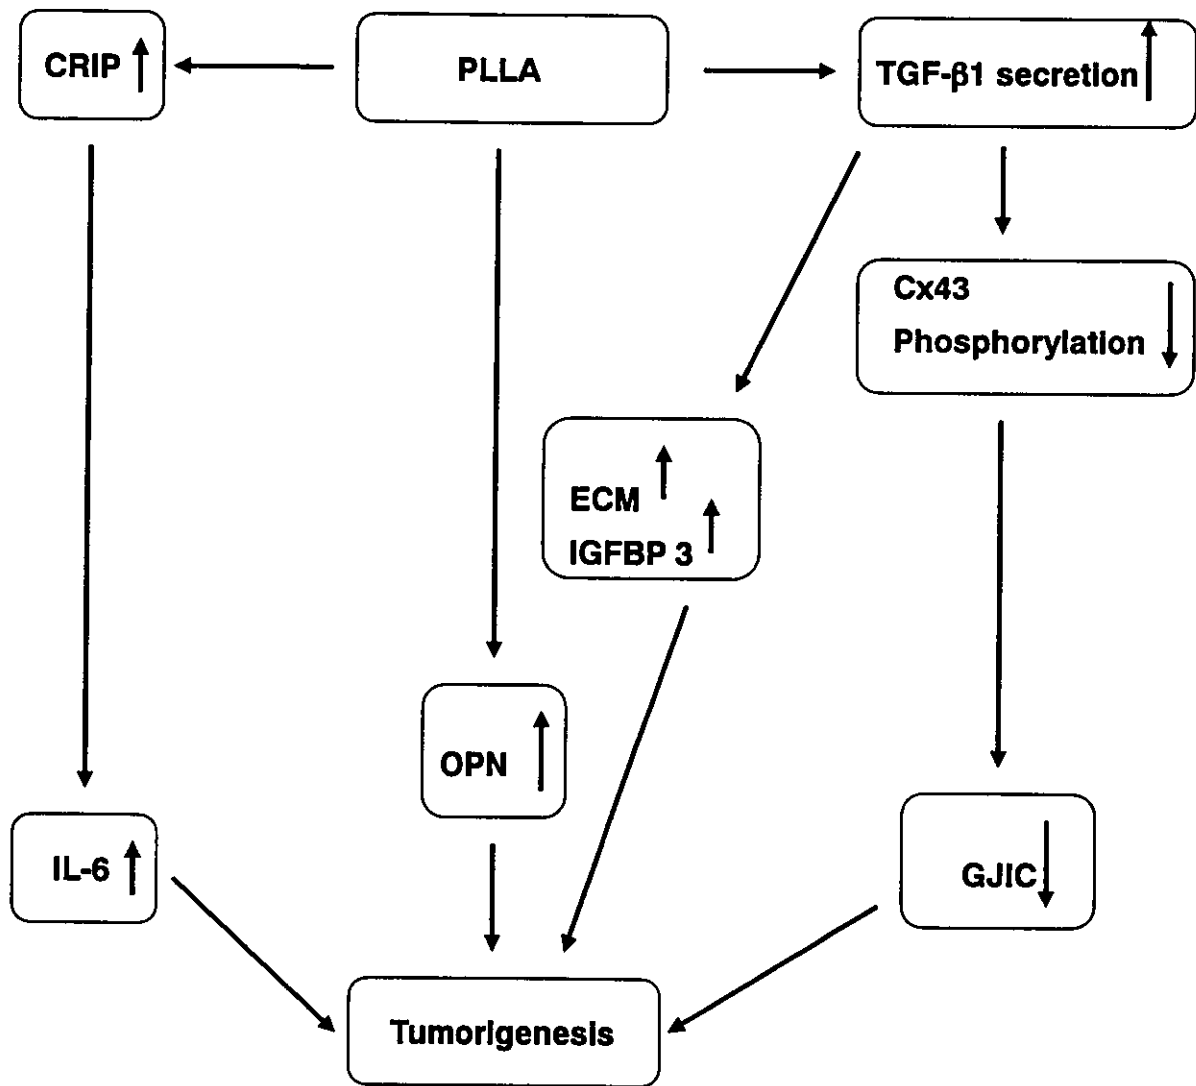 CRIP
PLLA
TGF-β1 secretion
Cx43
Phosphorylation
ECM
IGFBP 3
OPN
IL-6
GJIC
Tumorigenesis